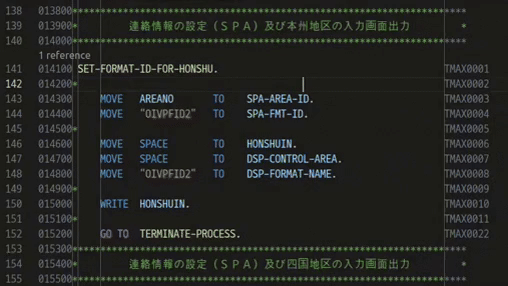 138 013800************************************************************************
139 013900* 連絡情報の設定（ＳＰＡ）及び本州地区の入力画面出力 *
140 014000************************************************************************
1 reference
141 014100 SET-FORMAT-ID-FOR-HONSHU. TMAX0001
142 014200* TMAX0002
143 014300 MOVE AREANO TO SPA-AREA-ID. TMAX0003
144 014400 MOVE "OIVPFID2" TO SPA-FMT-ID. TMAX0004
145 014500* TMAX0005
146 014600 MOVE SPACE TO HONSHUIN. TMAX0006
147 014700 MOVE SPACE TO DSP-CONTROL-AREA. TMAX0007
148 014800 MOVE "OIVPFID2" TO DSP-FORMAT-NAME. TMAX0008
149 014900* TMAX0009
150 015000 WRITE HONSHUIN. TMAX0010
151 015100* TMAX0011
152 015200 GO TO TERMINATE-PROCESS. TMAX0022
153 015300************************************************************************
154 015400* 連絡情報の設定（ＳＰＡ）及び四国地区の入力画面出力 *
155 015500************************************************************************